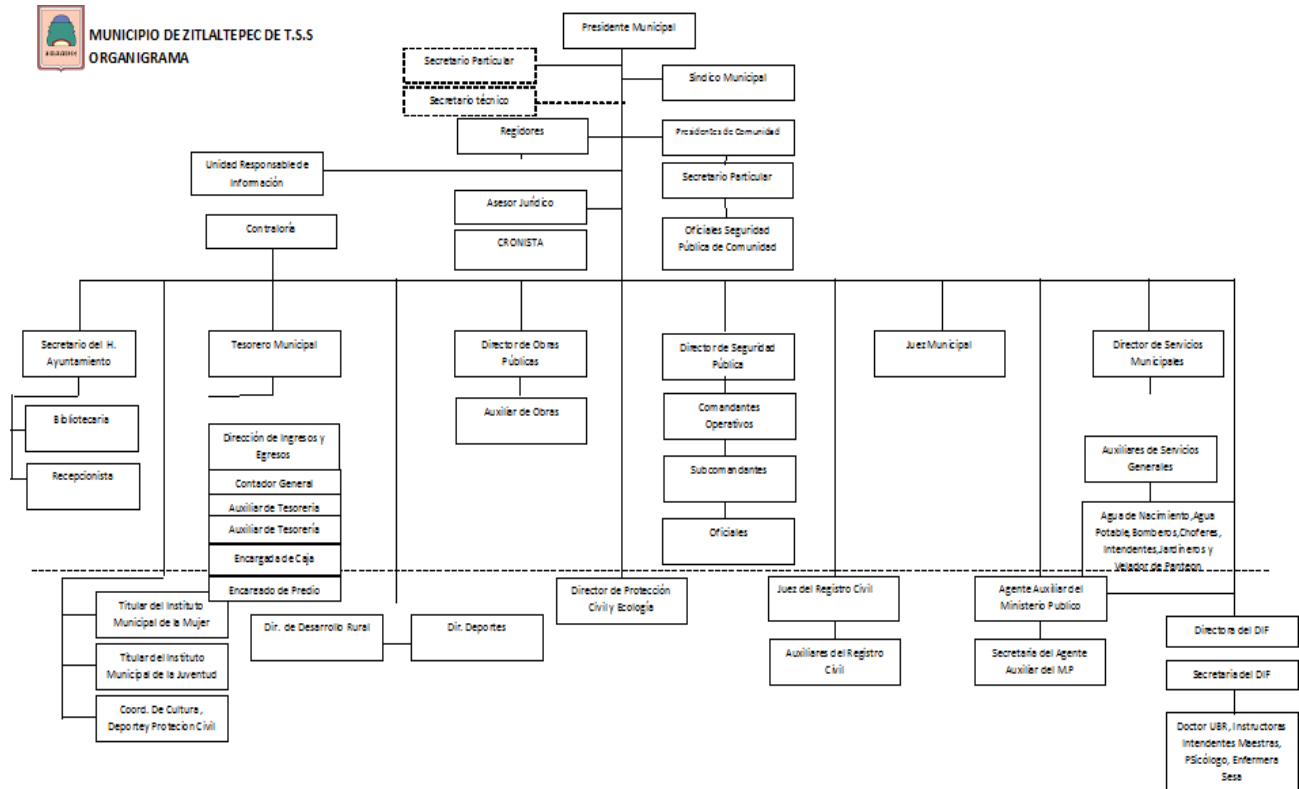 MUNICIPIO DE ZITLALTEPEC DE T.S.S
ORGANIGRAMA
Presidente Municipal
Secretario Particular
Sindico Municipal
Secretario técnico
Regidores
Presidentes de Comunidad
Unidad Responsable de
Información
Secretario Particular
Asesor Jurídico
Contraloría
CRONISTA
Oficiales Seguridad
Pública de Comunidad
Secretario del H.
Ayuntamiento
Tesorero Municipal
Director de Obras
Públicas
Director de Seguridad
Pública
Juez Municipal
Director de Servicios
Municipales
Bibliotecaria
Recepcionista
Dirección de Ingresos y
Egresos
Contador General
Auxiliar de Tesorería
Auxiliar de Tesorería
Encargada de Caja
Encargado de Predio
Auxiliar de Obras
Comandantes
Operativos
Subcomandantes
Oficiales
Auxiliares de Servicios
Generales
Agua de Nacimiento,Agua
Potable,Bomberos,Choferes,
Intendentes,Jardineros y
Velador de Panteon
Titular del Instituto
Municipal de la Mujer
Titular del Instituto
Municipal de la Juventud
Coord. De Cultura,
Deporte y Protecion Civil
Dir. de Desarrollo Rural
Dir. Deportes
Director de Protección
Civil y Ecología
Juez del Registro Civil
Auxiliares del Registro
Civil
Agente Auxiliar del
Ministerio Publico
Secretaria del Agente
Auxiliar del M.P
Directora del DIF
Secretaria del DIF
Doctor UBR, Instructoras
Intendentes Maestras,
PSicólogo, Enfermera
Sesa